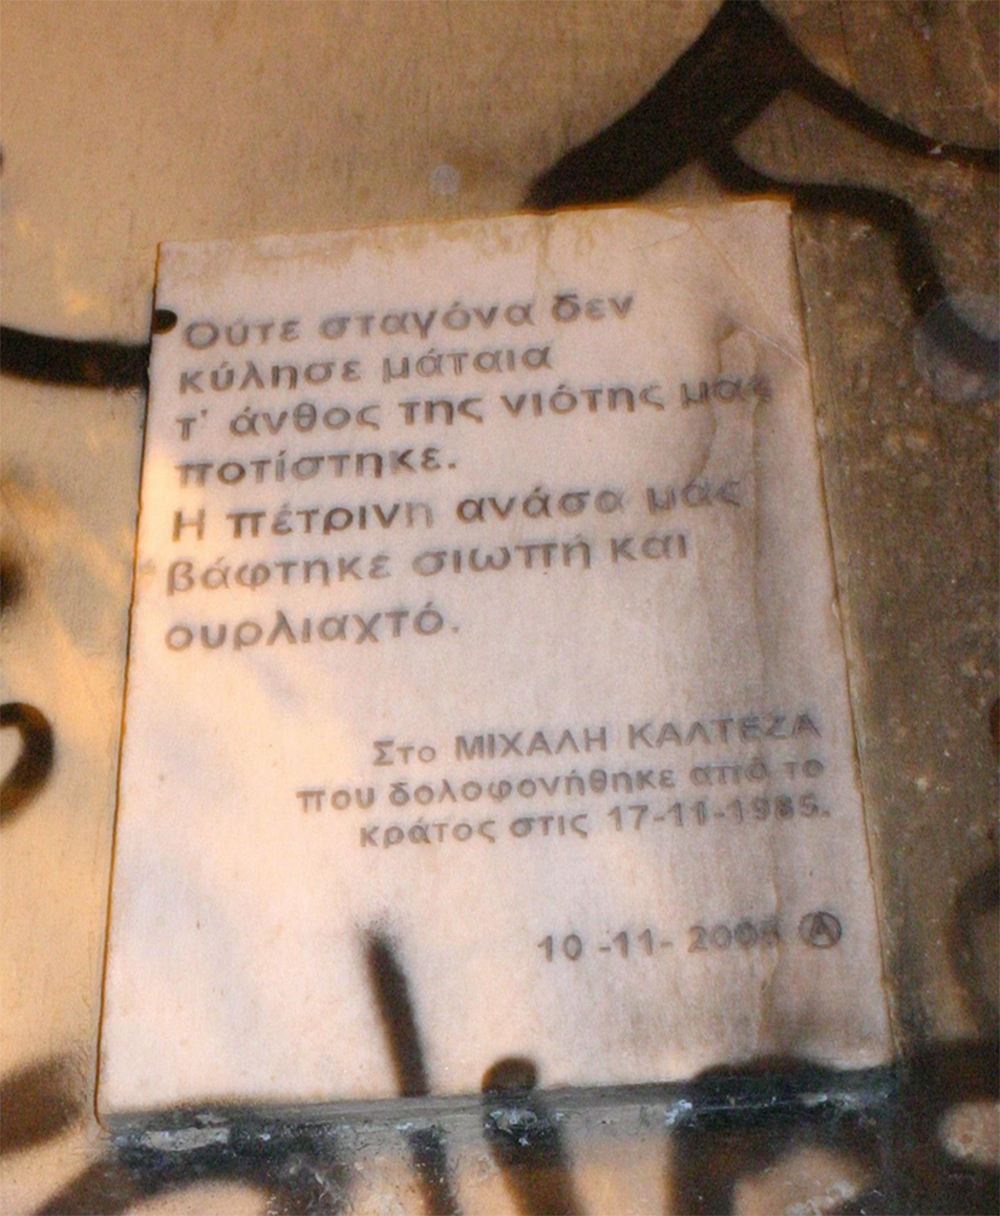 Ούτε σταγόνα δεν
κύλησε μάταια
τ' άνθος της νιότης μας
ποτίστηκε.
Η πέτρινη ανάσα μας
βάφτηκε σιωπή και
ουρλιαχτό.
Στο ΜΙΧΑΛΗ ΚΑΛΤΕΖΑ
που δολοφονήθηκε από το
κράτος στις 17-11-1985.
10 -11-